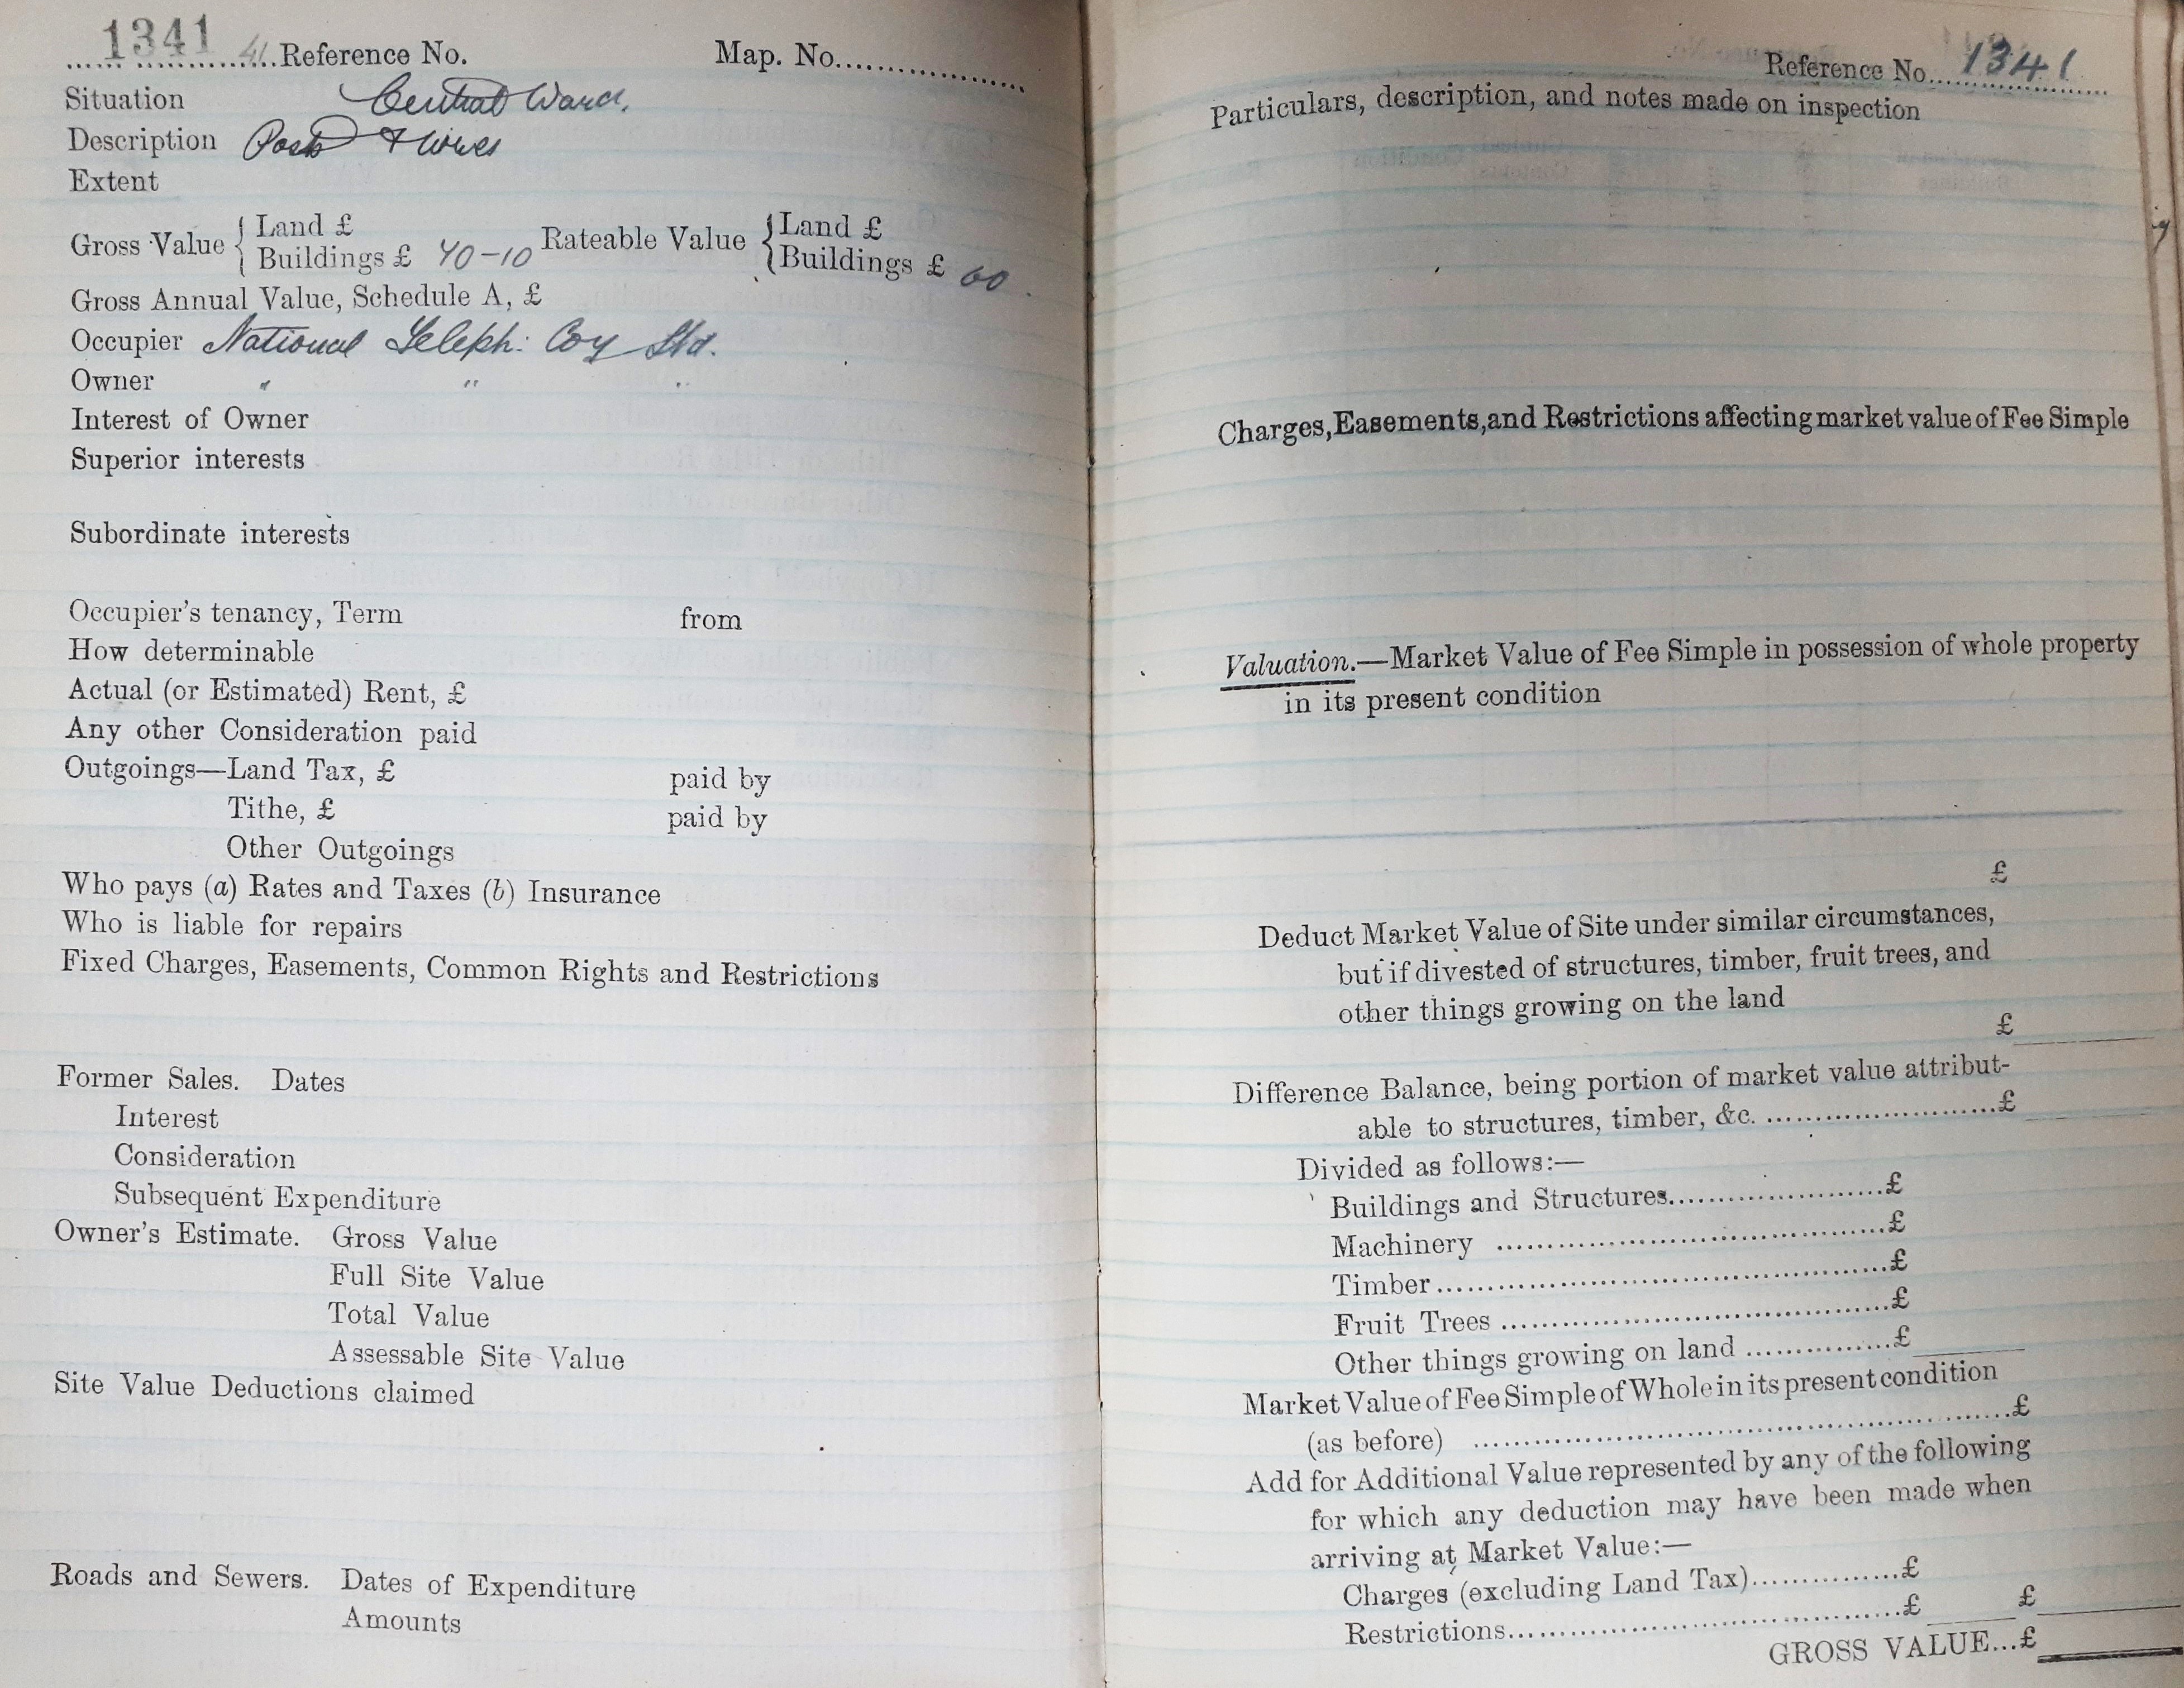 1341 41 Reference No. Map. No.
Situation Central Ward.
Description Posts & Wires
Extent
Gross Value { Land £
Buildings £ 70-10 Rateable Value { Land £
Buildings £ 60
Gross Annual Value, Schedule A, £
Occupier National Teleph: Coy Ltd.
Owner " " "
Interest of Owner
Superior interests
Subordinate interests
Occupier's tenancy, Term from
How determinable
Actual (or Estimated) Rent, £
Any other Consideration paid
Outgoings—Land Tax, £ paid by
Tithe, £ paid by
Other Outgoings
Who pays (a) Rates and Taxes (b) Insurance
Who is liable for repairs
Fixed Charges, Easements, Common Rights and Restrictions
Former Sales. Dates
Interest
Consideration
Subsequent Expenditure
Owner's Estimate. Gross Value
Full Site Value
Total Value
Assessable Site Value
Site Value Deductions claimed
Roads and Sewers. Dates of Expenditure
Amounts
Reference No. 1341
Particulars, description, and notes made on inspection
Charges, Easements, and Restrictions affecting market value of Fee Simple
Valuation.—Market Value of Fee Simple in possession of whole property
in its present condition
£
Deduct Market Value of Site under similar circumstances,
but if divested of structures, timber, fruit trees, and
other things growing on the land
£
Difference Balance, being portion of market value attribut-
able to structures, timber, &c. £
Divided as follows:—
Buildings and Structures £
Machinery £
Timber £
Fruit Trees £
Other things growing on land £
Market Value of Fee Simple of Whole in its present condition
(as before) £
Add for Additional Value represented by any of the following
for which any deduction may have been made when
arriving at Market Value:—
Charges (excluding Land Tax) £
Restrictions £ £
GROSS VALUE...£